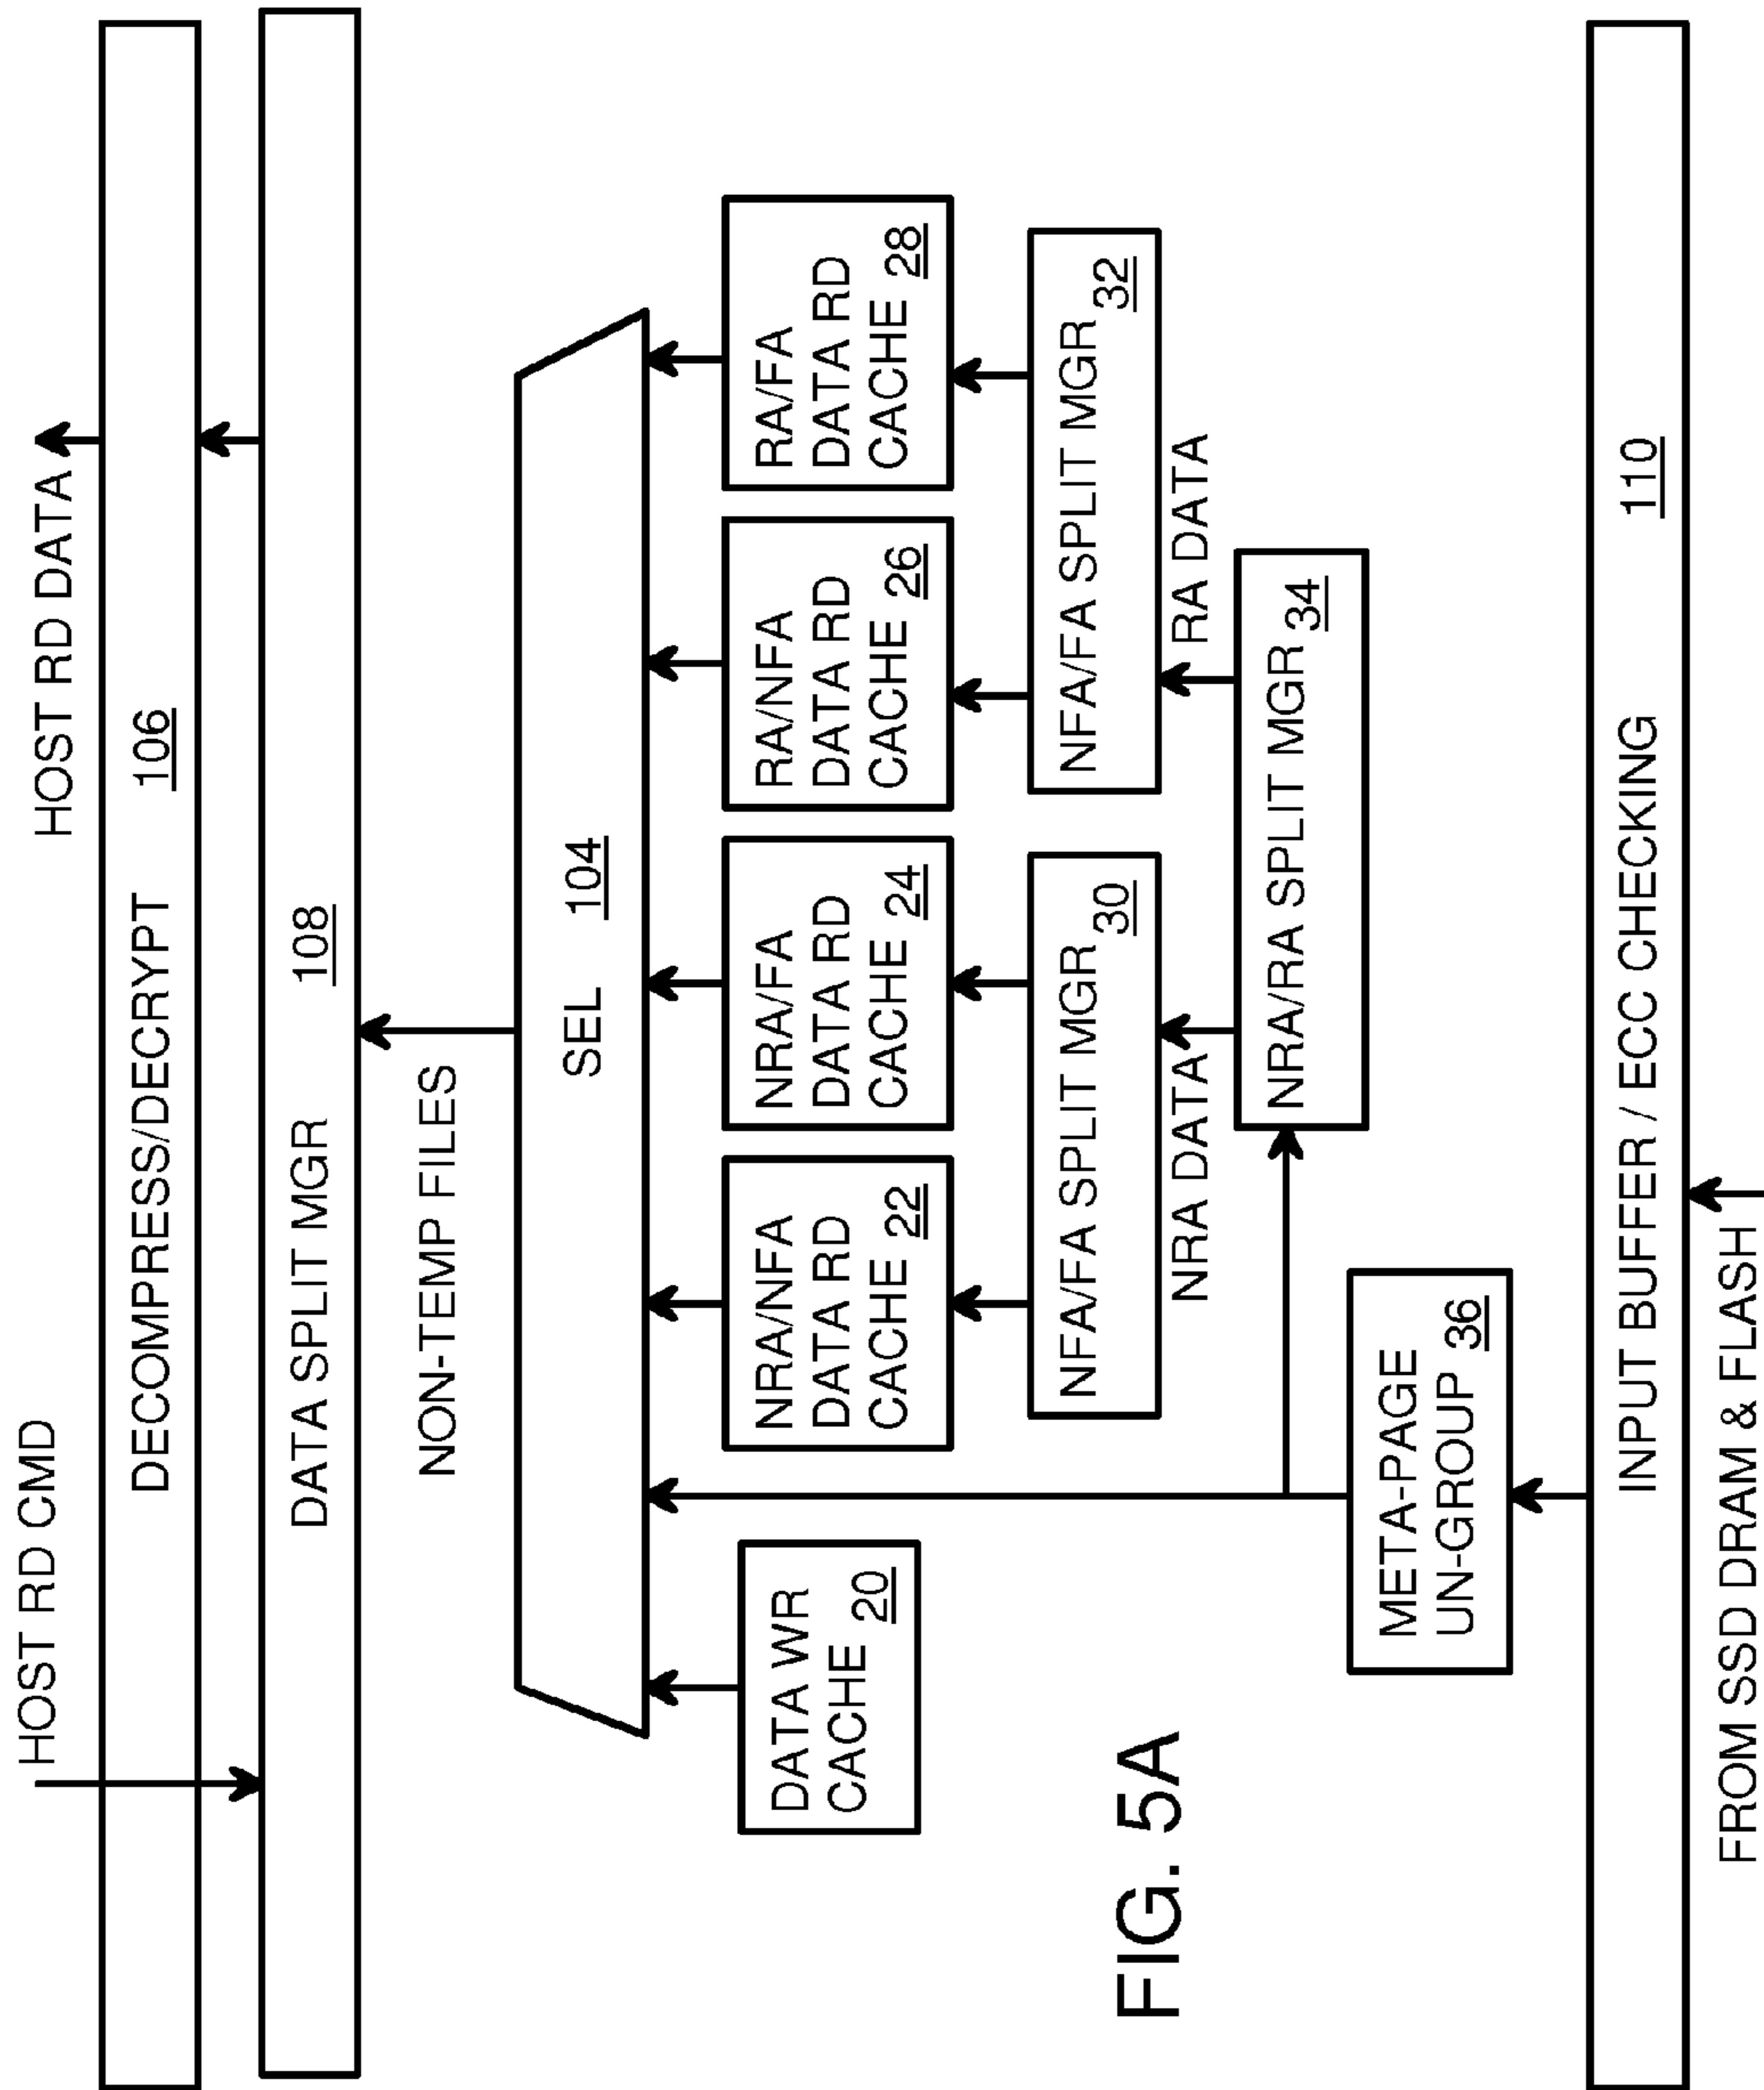 HOST RD CMD
HOST RD DATA
DECOMPRESS/DECRYPT 106
DATA SPLIT MGR 108
NON-TEMP FILES
SEL 104
DATA WR
CACHE 20
NRA/NFA
DATA RD
CACHE 22
NRA/FA
DATA RD
CACHE 24
RA/NFA
DATA RD
CACHE 26
RA/FA
DATA RD
CACHE 28
NFA/FA SPLIT MGR 30
NFA/FA SPLIT MGR 32
NRA DATA
RA DATA
NRA/RA SPLIT MGR 34
META-PAGE
UN-GROUP 36
INPUT BUFFER / ECC CHECKING 110
FROM SSD DRAM & FLASH
FIG. 5A